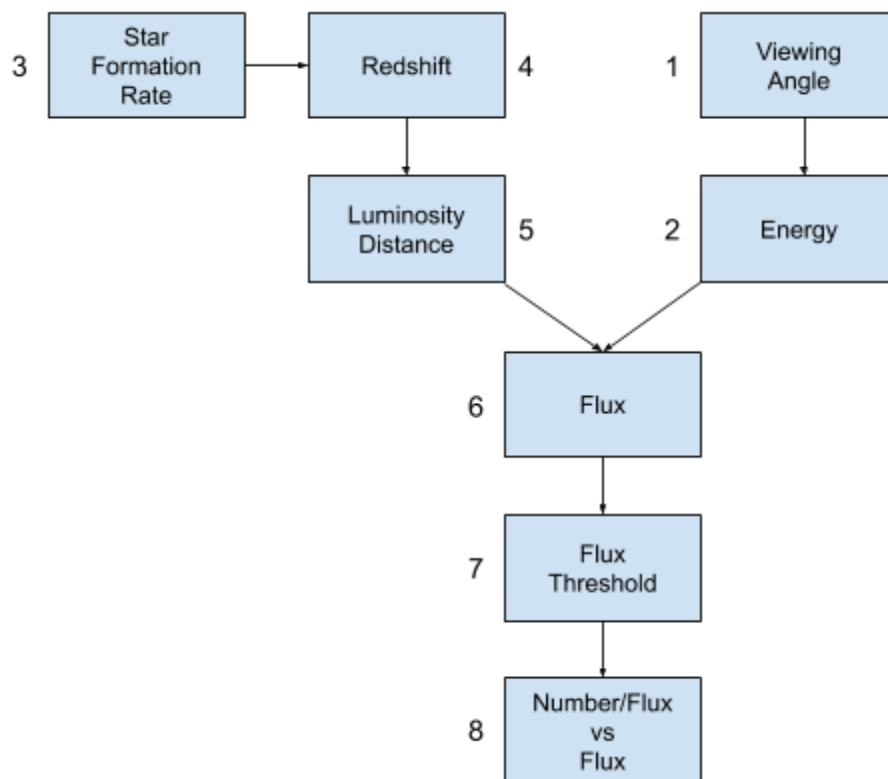 3
Star
Formation
Rate
Redshift
4
1
Viewing
Angle
Luminosity
Distance
5
2
Energy
6
Flux
7
Flux
Threshold
8
Number/Flux
vs
Flux